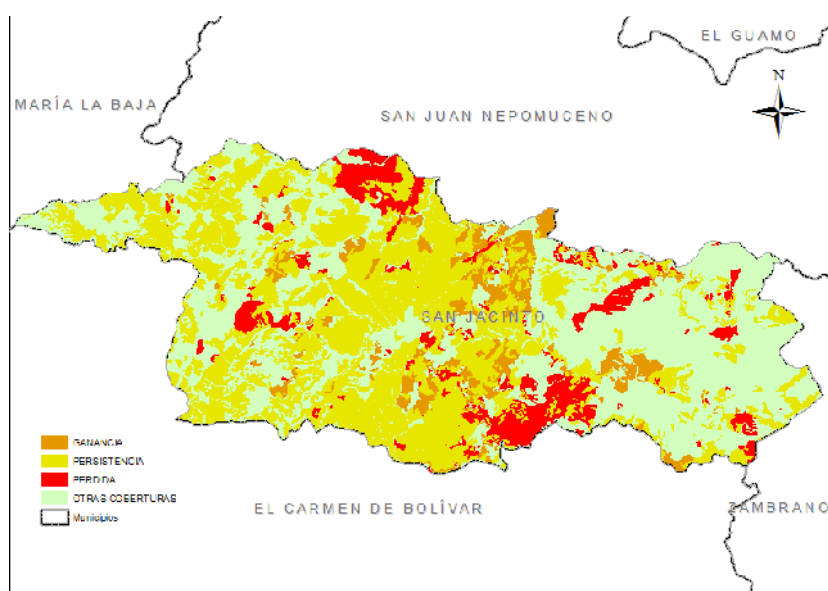 EL GUAMO
N
MARÍA LA BAJA
SAN JUAN NEPOMUCENO
SAN JACINTO
GANANCIA
PERSISTENCIA
PERDIDA
OTRAS COBERTURAS
Municipios
EL CARMEN DE BOLÍVAR
ZAMBRANO